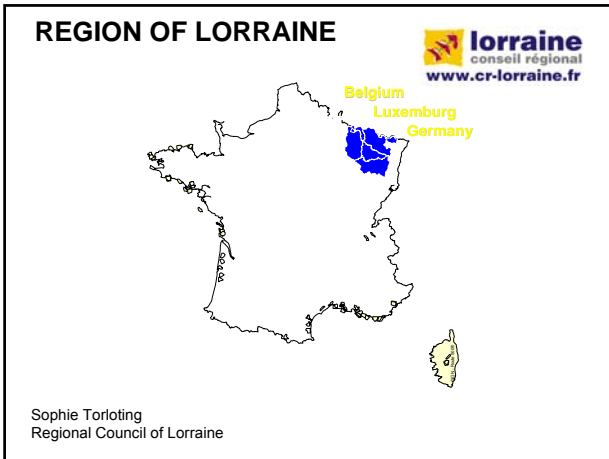 REGION OF LORRAINE
lorraine
conseil régional
www.cr-lorraine.fr
Belgium
Luxemburg
Germany
Sophie Torloting
Regional Council of Lorraine